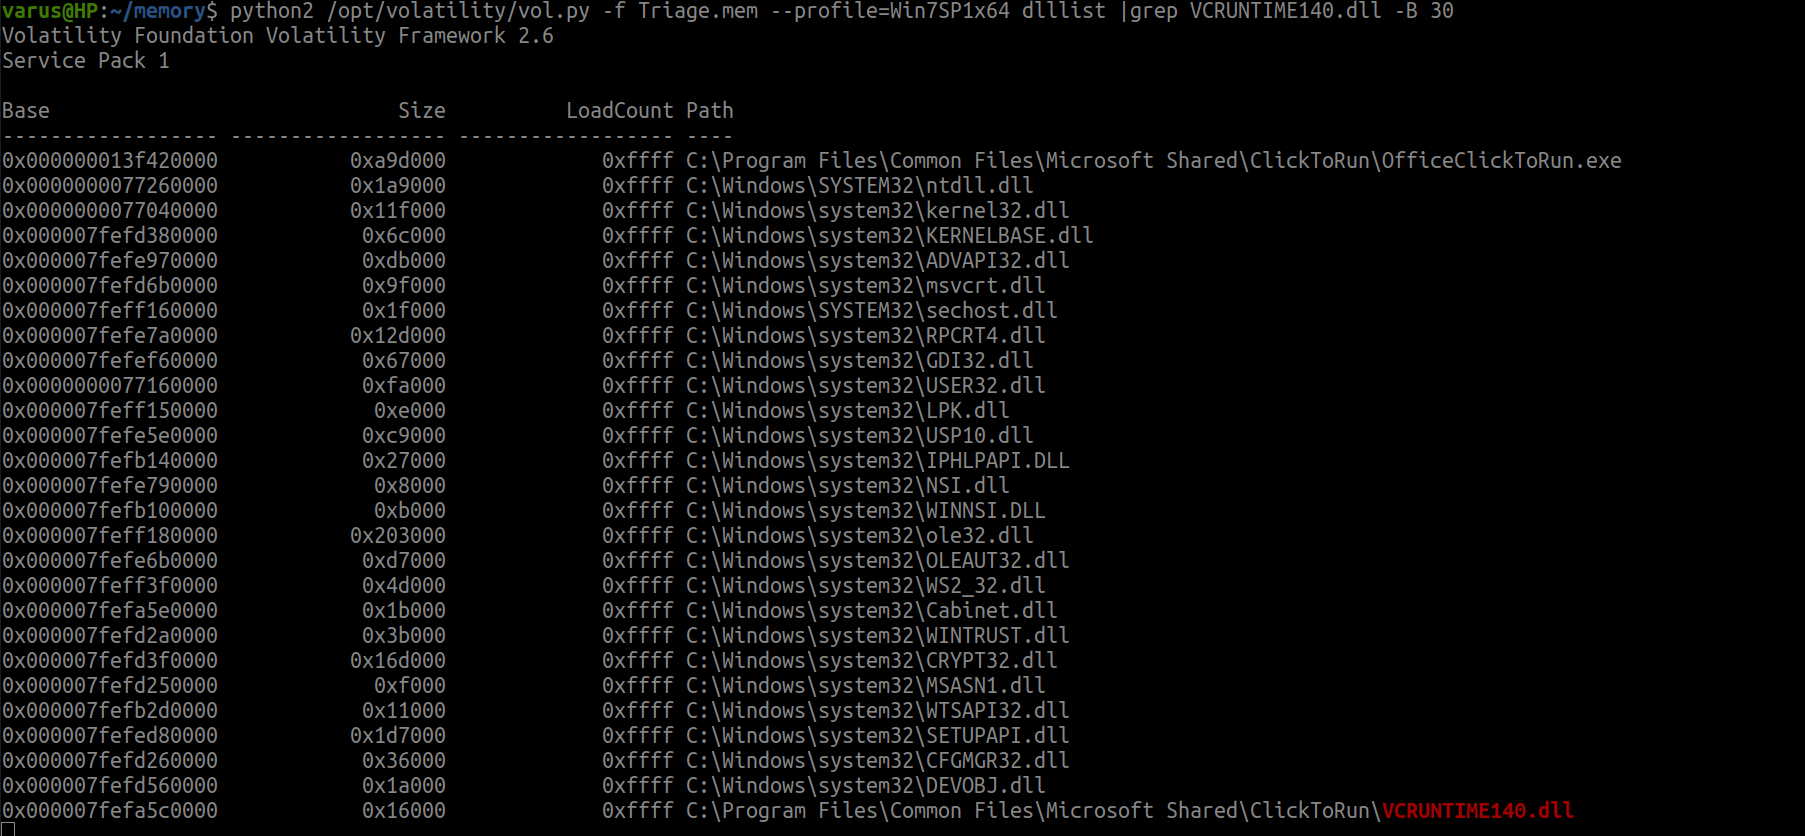 varus@HP:~/memory$ python2 /opt/volatility/vol.py -f Triage.mem --profile=Win7SP1x64 dlllist |grep VCRUNTIME140.dll -B 30
Volatility Foundation Volatility Framework 2.6
Service Pack 1
Base Size LoadCount Path
------------------ ------------------ ------------------ ----
0x000000013f420000 0xa9d000 0xffff C:\Program Files\Common Files\Microsoft Shared\ClickToRun\OfficeClickToRun.exe
0x0000000077260000 0x1a9000 0xffff C:\Windows\SYSTEM32\ntdll.dll
0x0000000077040000 0x11f000 0xffff C:\Windows\system32\kernel32.dll
0x000007fefd380000 0x6c000 0xffff C:\Windows\system32\KERNELBASE.dll
0x000007fefe970000 0xdb000 0xffff C:\Windows\system32\ADVAPI32.dll
0x000007fefd6b0000 0x9f000 0xffff C:\Windows\system32\msvcrt.dll
0x000007feff160000 0x1f000 0xffff C:\Windows\SYSTEM32\sechost.dll
0x000007fefe7a0000 0x12d000 0xffff C:\Windows\system32\RPCRT4.dll
0x000007fefef60000 0x67000 0xffff C:\Windows\system32\GDI32.dll
0x0000000077160000 0xfa000 0xffff C:\Windows\system32\USER32.dll
0x000007feff150000 0xe000 0xffff C:\Windows\system32\LPK.dll
0x000007fefe5e0000 0xc9000 0xffff C:\Windows\system32\USP10.dll
0x000007fefb140000 0x27000 0xffff C:\Windows\system32\IPHLPAPI.DLL
0x000007fefe790000 0x8000 0xffff C:\Windows\system32\NSI.dll
0x000007fefb100000 0xb000 0xffff C:\Windows\system32\WINNSI.DLL
0x000007feff180000 0x203000 0xffff C:\Windows\system32\ole32.dll
0x000007fefe6b0000 0xd7000 0xffff C:\Windows\system32\OLEAUT32.dll
0x000007feff3f0000 0x4d000 0xffff C:\Windows\system32\WS2_32.dll
0x000007fefa5e0000 0x1b000 0xffff C:\Windows\system32\Cabinet.dll
0x000007fefd2a0000 0x3b000 0xffff C:\Windows\system32\WINTRUST.dll
0x000007fefd3f0000 0x16d000 0xffff C:\Windows\system32\CRYPT32.dll
0x000007fefd250000 0xf000 0xffff C:\Windows\system32\MSASN1.dll
0x000007fefb2d0000 0x11000 0xffff C:\Windows\system32\WTSAPI32.dll
0x000007fefed80000 0x1d7000 0xffff C:\Windows\system32\SETUPAPI.dll
0x000007fefd260000 0x36000 0xffff C:\Windows\system32\CFGMGR32.dll
0x000007fefd560000 0x1a000 0xffff C:\Windows\system32\DEVOBJ.dll
0x000007fefa5c0000 0x16000 0xffff C:\Program Files\Common Files\Microsoft Shared\ClickToRun\VCRUNTIME140.dll